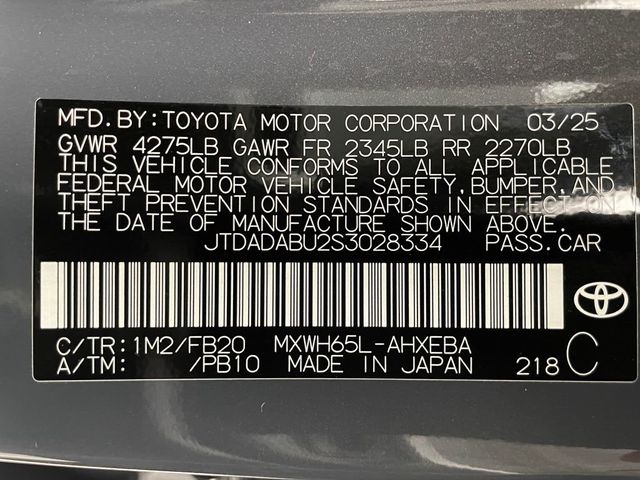 MFD. BY: TOYOTA MOTOR CORPORATION 03/25
GVWR 4275LB GAWR FR 2345LB RR 2270LB
THIS VEHICLE CONFORMS TO ALL APPLICABLE
FEDERAL MOTOR VEHICLE SAFETY, BUMPER, AND
THEFT PREVENTION STANDARDS IN EFFECT ON
THE DATE OF MANUFACTURE SHOWN ABOVE.
JTDADABU2S3028334 PASS. CAR
C/TR: 1M2/FB20 MXWH65L-AHXEBA
A/TM: /PB10 MADE IN JAPAN 218 C